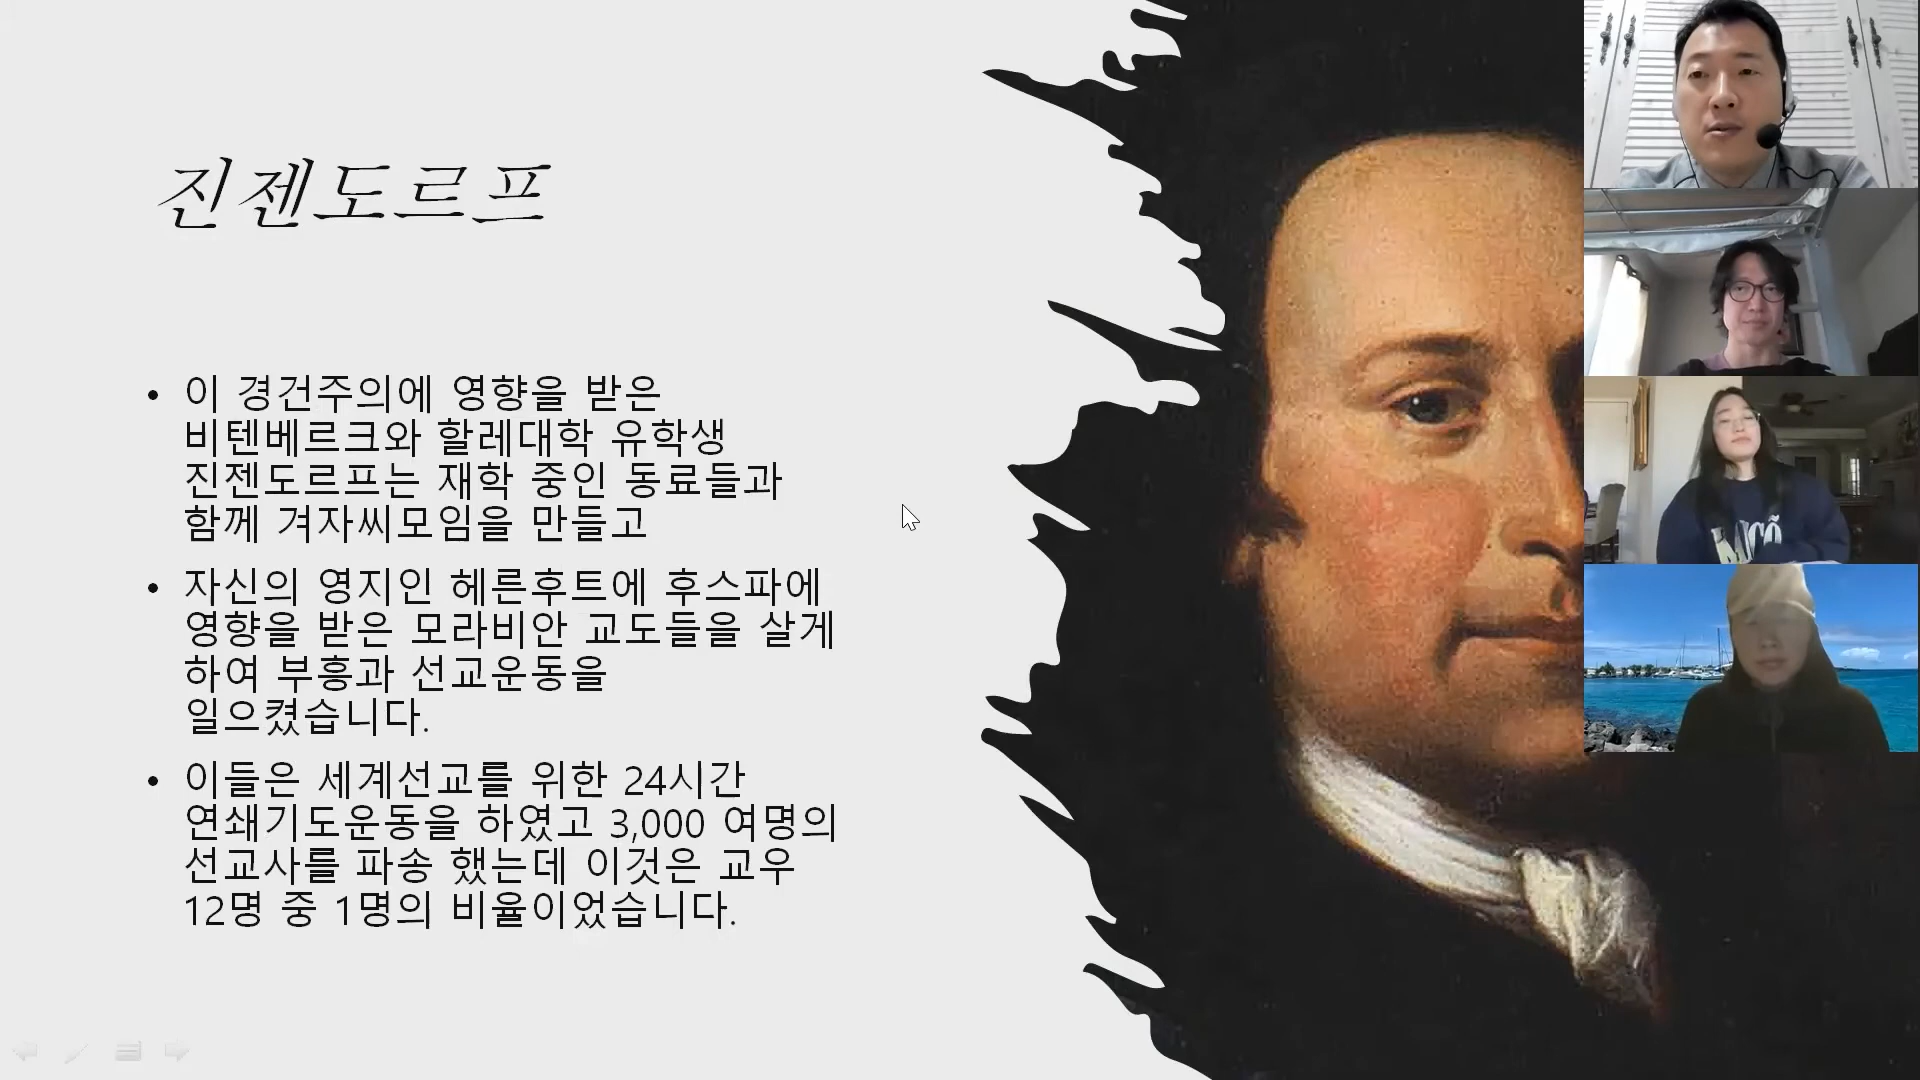 진젠도르프
• 이 경건주의에 영향을 받은
비텐베르크와 할레대학 유학생
진젠도르프는 재학 중인 동료들과
함께 겨자씨모임을 만들고
• 자신의 영지인 헤른후트에 후스파에
영향을 받은 모라비안 교도들을 살게
하여 부흥과 선교운동을
일으켰습니다.
• 이들은 세계선교를 위한 24시간
연쇄기도운동을 하였고 3,000 여명의
선교사를 파송 했는데 이것은 교우
12명 중 1명의 비율이었습니다.